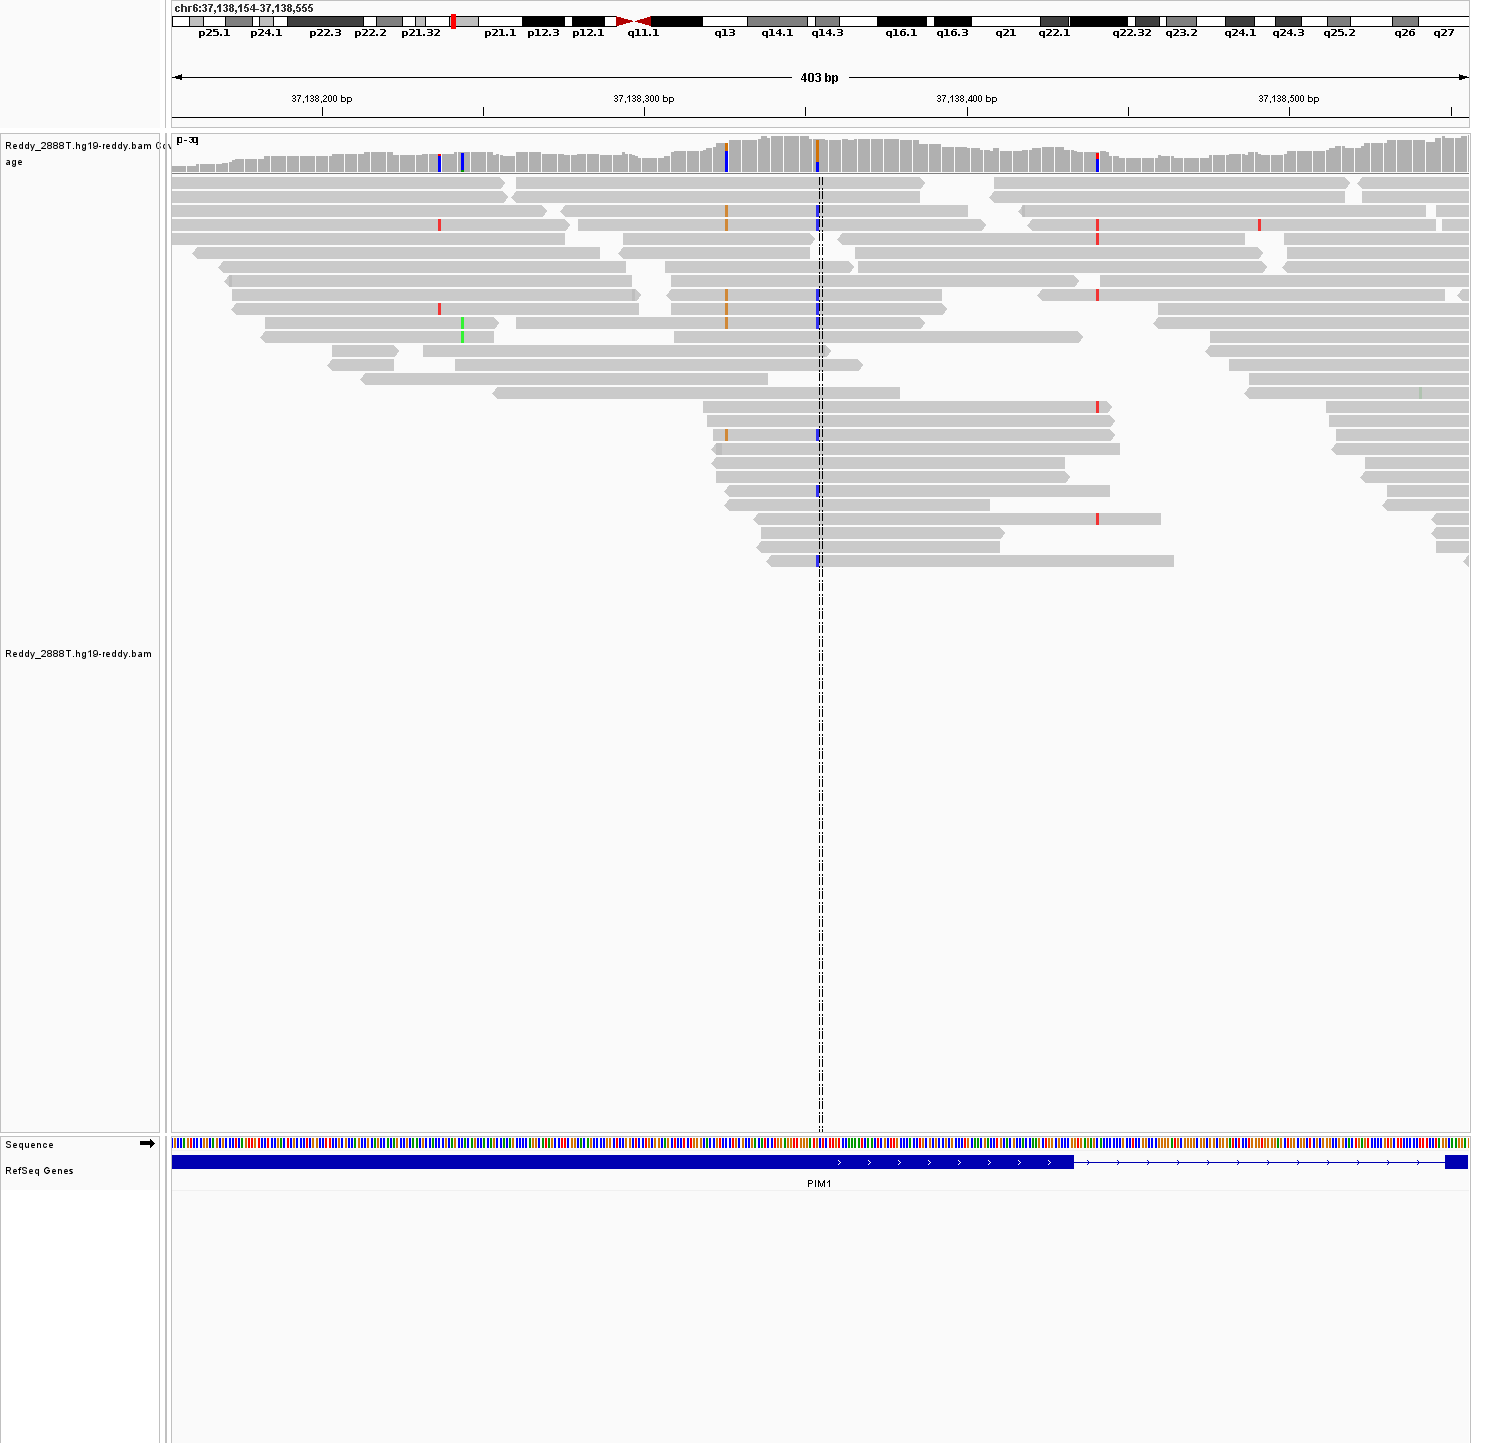 chr6:37,138,154-37,138,555
p25.1 p24.1 p22.3 p22.2 p21.32 p21.1 p12.3 p12.1 q11.1 q13 q14.1 q14.3 q16.1 q16.3 q21 q22.1 q22.32 q23.2 q24.1 q24.3 q25.2 q26 q27
403 bp
37,138,200 bp 37,138,300 bp 37,138,400 bp 37,138,500 bp
Reddy_2888T.hg19-reddy.bam Cov
age
Reddy_2888T.hg19-reddy.bam
Sequence
RefSeq Genes
PIM1